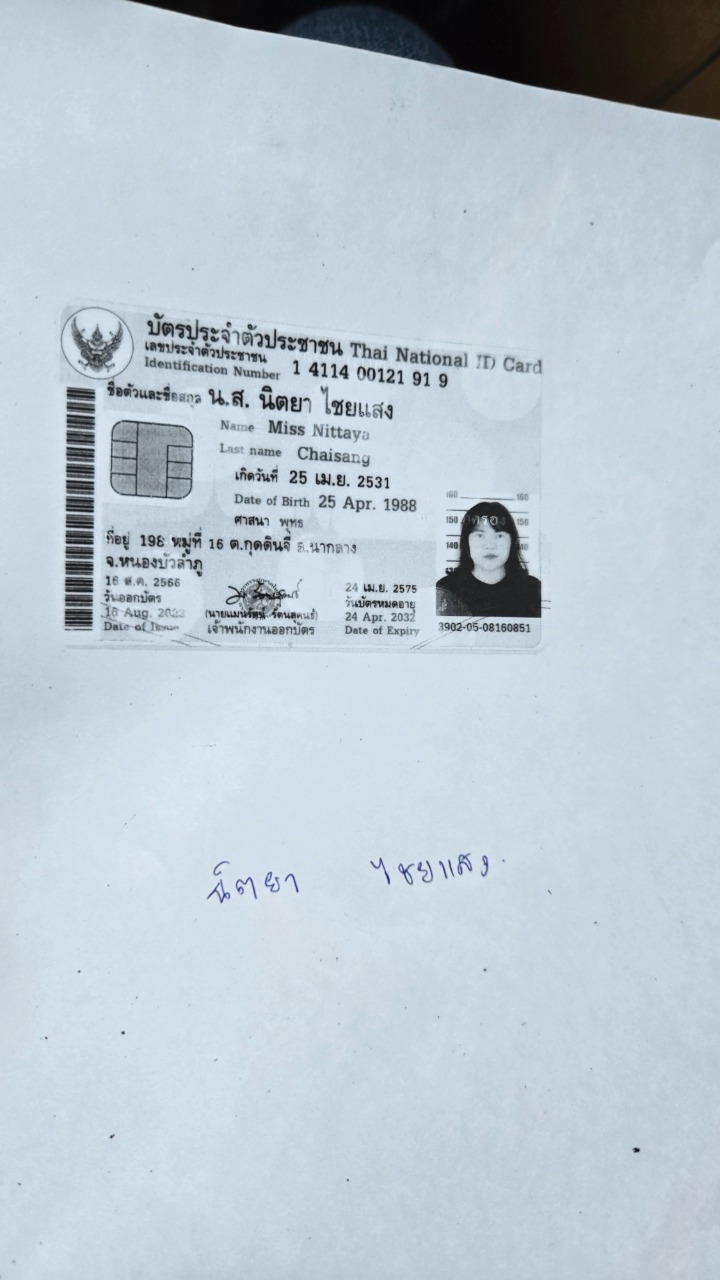 บัตรประจำตัวประชาชน Thai National ID Card
เลขประจำตัวประชาชน
Identification Number 1 4114 00121 91 9
ชื่อตัวและชื่อสกุล น.ส. นิตยา ไชยแสง
Name Miss Nittaya
Last name Chaisang
เกิดวันที่ 25 เม.ย. 2531
Date of Birth 25 Apr. 1988
ศาสนา พุทธ
ที่อยู่ 198 หมู่ที่ 16 ต.กุดดินจี่ อ.นากลาง
จ.หนองบัวลำภู
16 ส.ค. 2566
วันออกบัตร
16 Aug. 2023
Date of Issue
เจ้าพนักงานออกบัตร
24 เม.ย. 2575
วันบัตรหมดอายุ
24 Apr. 2032
Date of Expiry
160 160
150 150
140 140
3902-05-08160851
นิตยา ไชยแสง